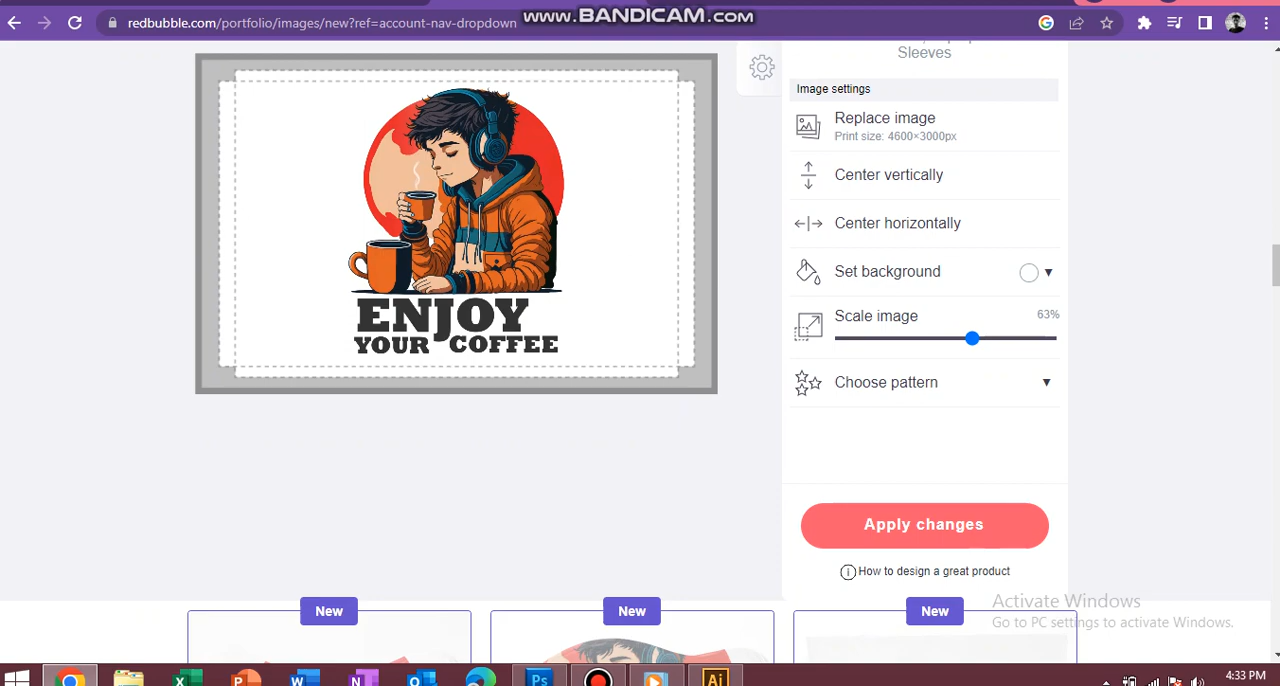 www.BANDICAM.com
redbubble.com/portfolio/images/new?ref=account-nav-dropdown
Sleeves
Image settings
Replace image
Print size: 4600×3000px
Center vertically
Center horizontally
Set background
Scale image
63%
Choose pattern
ENJOY
YOUR COFFEE
Apply changes
How to design a great product
New
New
New
Activate Windows
Go to PC settings to activate Windows.
Ps
Ai
4:33 PM